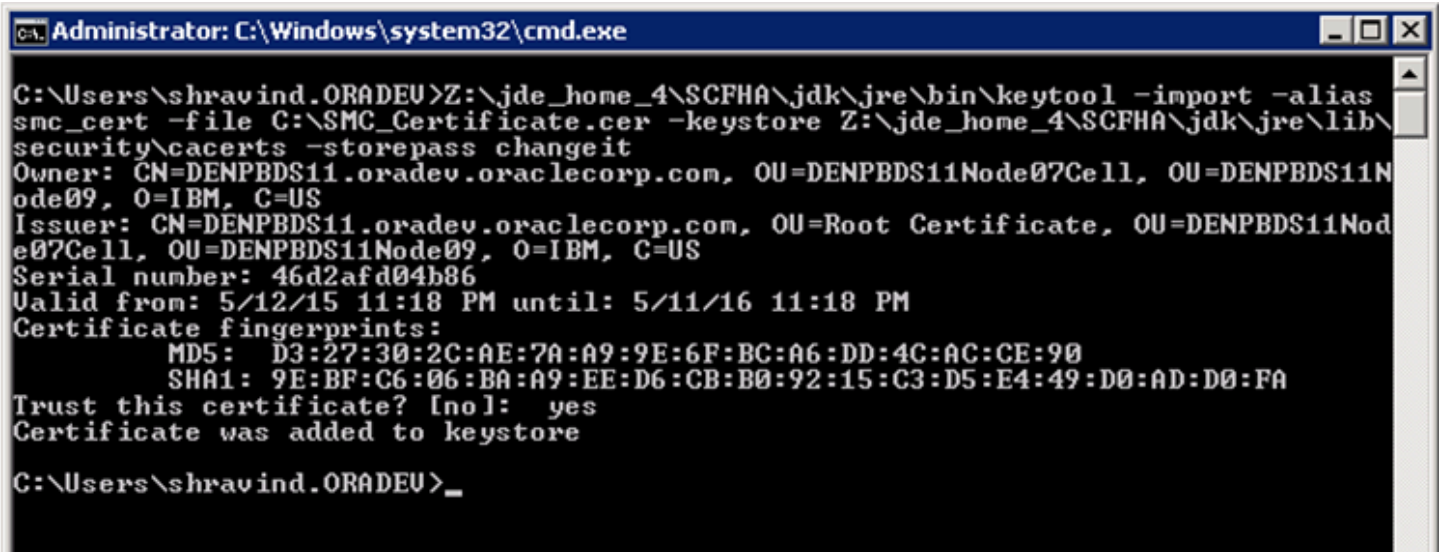 Administrator: C:\Windows\system32\cmd.exe
C:\Users\shravind.ORADEV>Z:\jde_home_4\SCFHA\jdk\jre\bin\keytool -import -alias
smc_cert -file C:\SMC_Certificate.cer -keystore Z:\jde_home_4\SCFHA\jdk\jre\lib\
security\cacerts -storepass changeit
Owner: CN=DENPBDS11.oradev.oraclecorp.com, OU=DENPBDS11Node07Cell, OU=DENPBDS11N
ode09, O=IBM, C=US
Issuer: CN=DENPBDS11.oradev.oraclecorp.com, OU=Root Certificate, OU=DENPBDS11Nod
e07Cell, OU=DENPBDS11Node09, O=IBM, C=US
Serial number: 46d2afd04b86
Valid from: 5/12/15 11:18 PM until: 5/11/16 11:18 PM
Certificate fingerprints:
MD5: D3:27:30:2C:AE:7A:A9:9E:6F:BC:A6:DD:4C:AC:CE:90
SHA1: 9E:BF:C6:06:BA:A9:EE:D6:CB:B0:92:15:C3:D5:E4:49:D0:AD:D0:FA
Trust this certificate? [no]: yes
Certificate was added to keystore
C:\Users\shravind.ORADEV>_